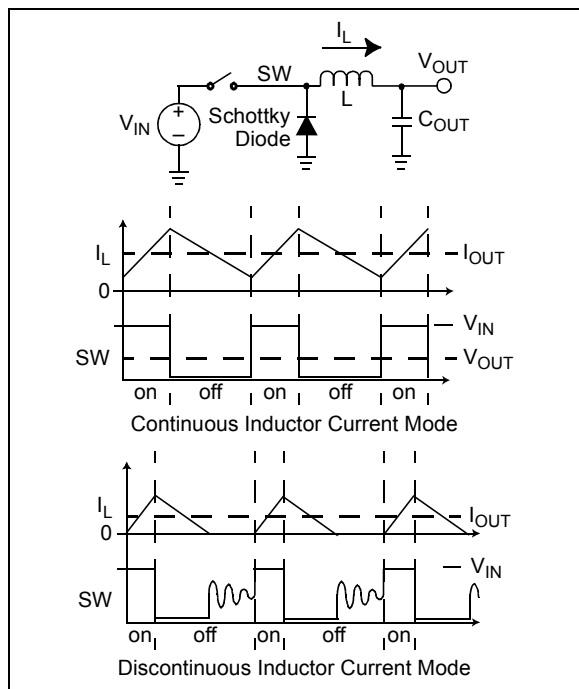 I_L
V_OUT
SW
L
+
Schottky
Diode
V_IN
−
C_OUT
I_L
I_OUT
0
V_IN
SW
V_OUT
on off on off on
Continuous Inductor Current Mode
I_L
I_OUT
0
V_IN
SW
on off on off on
Discontinuous Inductor Current Mode